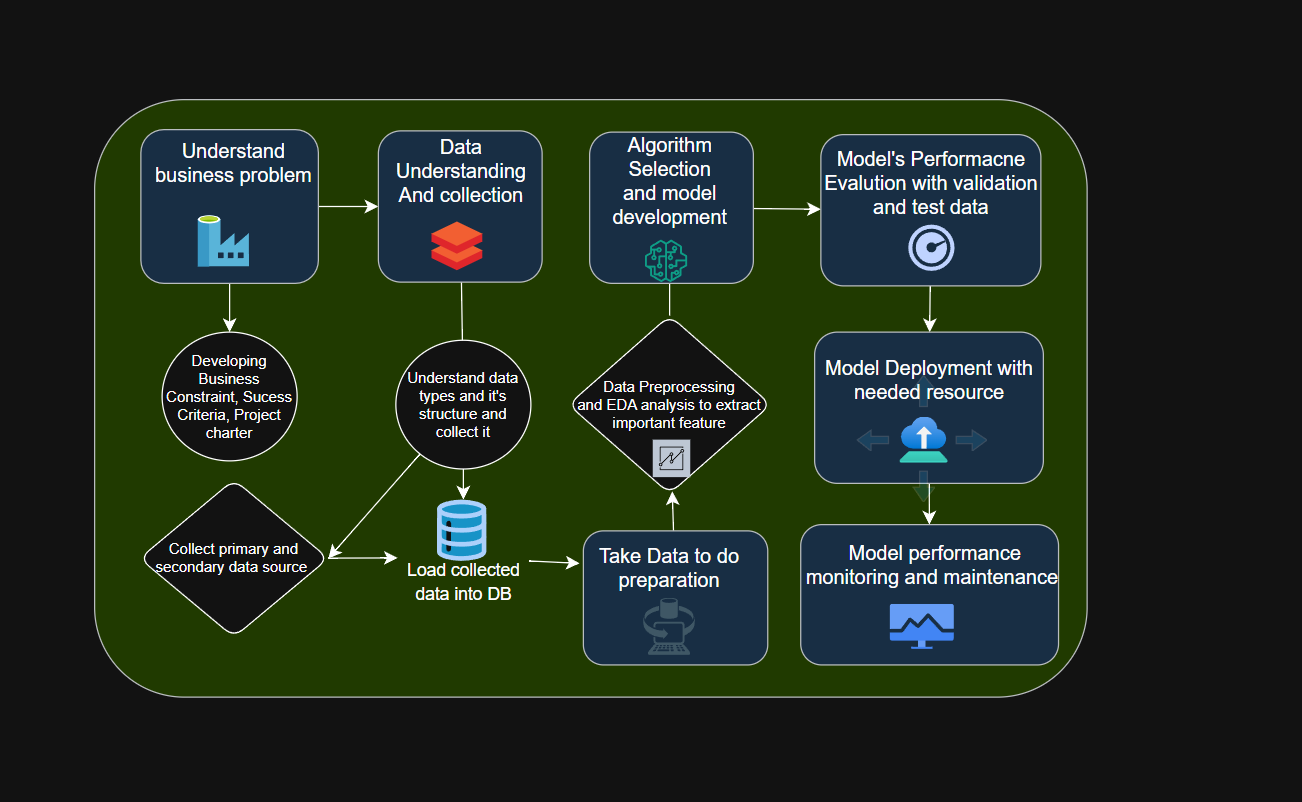 Understand
business problem
Data
Understanding
And collection
Algorithm
Selection
and model
development
Model's Performacne
Evalution with validation
and test data
Developing
Business
Constraint, Sucess
Criteria, Project
charter
Understand data
types and it's
structure and
collect it
Data Preprocessing
and EDA analysis to extract
important feature
Model Deployment with
needed resource
Collect primary and
secondary data source
Load collected
data into DB
Take Data to do
preparation
Model performance
monitoring and maintenance